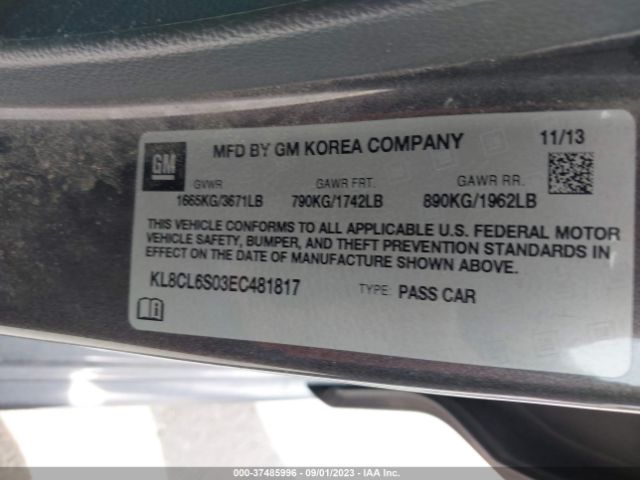 GM
MFD BY GM KOREA COMPANY
11/13
GVWR
GAWR FRT.
GAWR RR.
1665KG/3671LB
790KG/1742LB
890KG/1962LB
THIS VEHICLE CONFORMS TO ALL APPLICABLE U.S. FEDERAL MOTOR
VEHICLE SAFETY, BUMPER, AND THEFT PREVENTION STANDARDS IN
EFFECT ON THE DATE OF MANUFACTURE SHOWN ABOVE.
KL8CL6S03EC481817
TYPE: PASS CAR
000-37485996 - 09/01/2023 - ©Copyright IAA